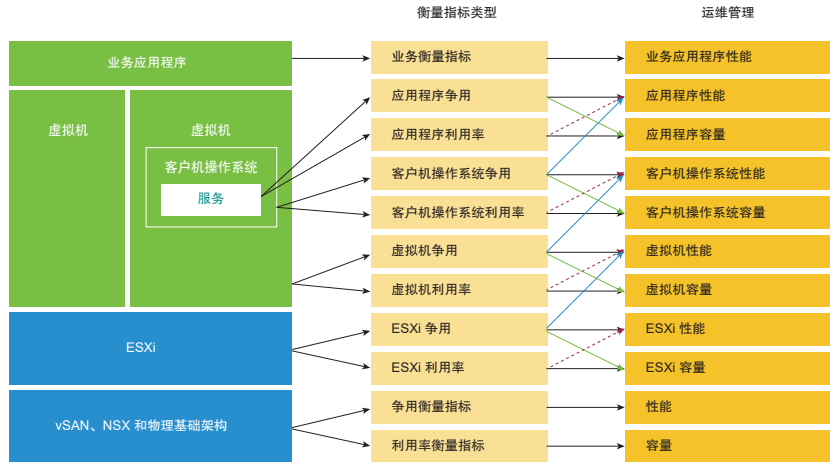 衡量指标类型
运维管理
业务应用程序
业务衡量指标
业务应用程序性能
虚拟机
虚拟机
客户机操作系统
服务
应用程序争用
应用程序性能
应用程序利用率
应用程序容量
客户机操作系统争用
客户机操作系统性能
客户机操作系统利用率
客户机操作系统容量
虚拟机争用
虚拟机性能
虚拟机利用率
虚拟机容量
ESXi
ESXi 争用
ESXi 性能
ESXi 利用率
ESXi 容量
vSAN、NSX 和物理基础架构
争用衡量指标
性能
利用率衡量指标
容量